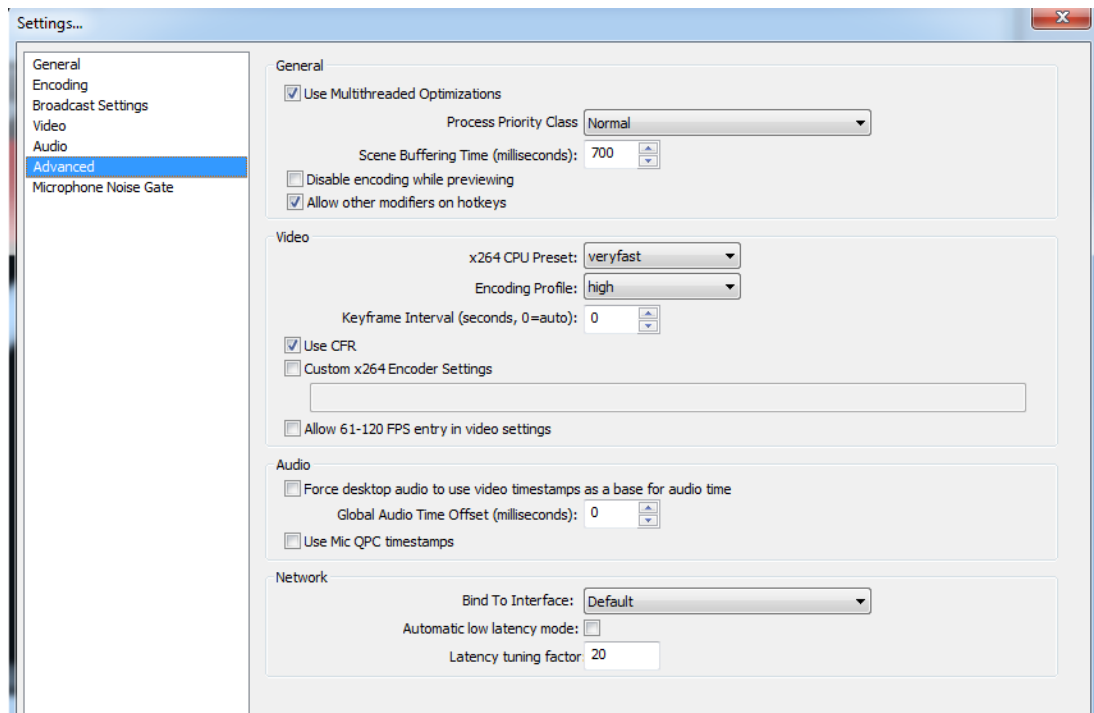 Settings...
General
Encoding
Broadcast Settings
Video
Audio
Advanced
Microphone Noise Gate
General
Use Multithreaded Optimizations
Process Priority Class Normal
Scene Buffering Time (milliseconds): 700
Disable encoding while previewing
Allow other modifiers on hotkeys
Video
x264 CPU Preset: veryfast
Encoding Profile: high
Keyframe Interval (seconds, 0=auto): 0
Use CFR
Custom x264 Encoder Settings
Allow 61-120 FPS entry in video settings
Audio
Force desktop audio to use video timestamps as a base for audio time
Global Audio Time Offset (milliseconds): 0
Use Mic QPC timestamps
Network
Bind To Interface: Default
Automatic low latency mode:
Latency tuning factor 20